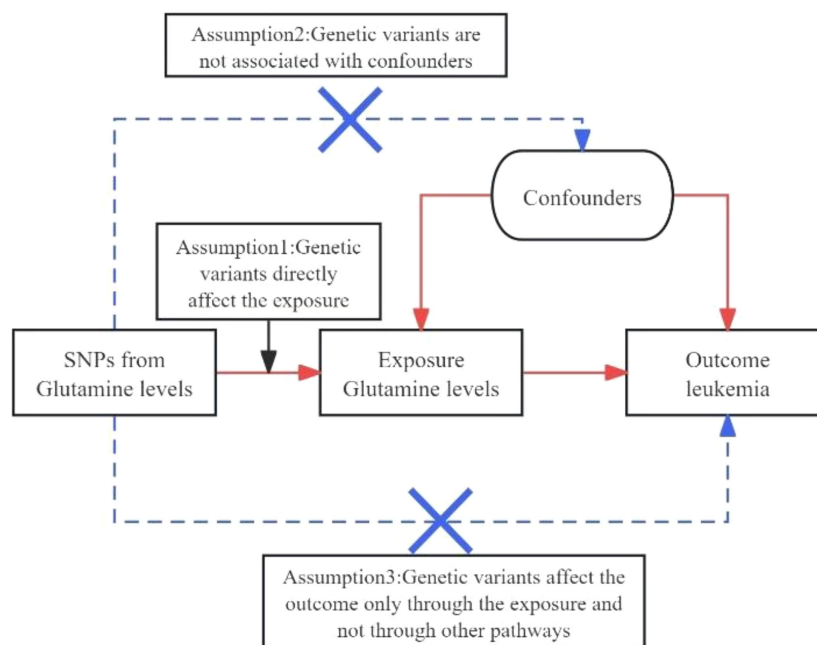 Assumption2:Genetic variants are
not associated with confounders
Confounders
Assumption1:Genetic
variants directly
affect the exposure
SNPs from
Glutamine levels
Exposure
Glutamine levels
Outcome
leukemia
Assumption3:Genetic variants affect the
outcome only through the exposure and
not through other pathways